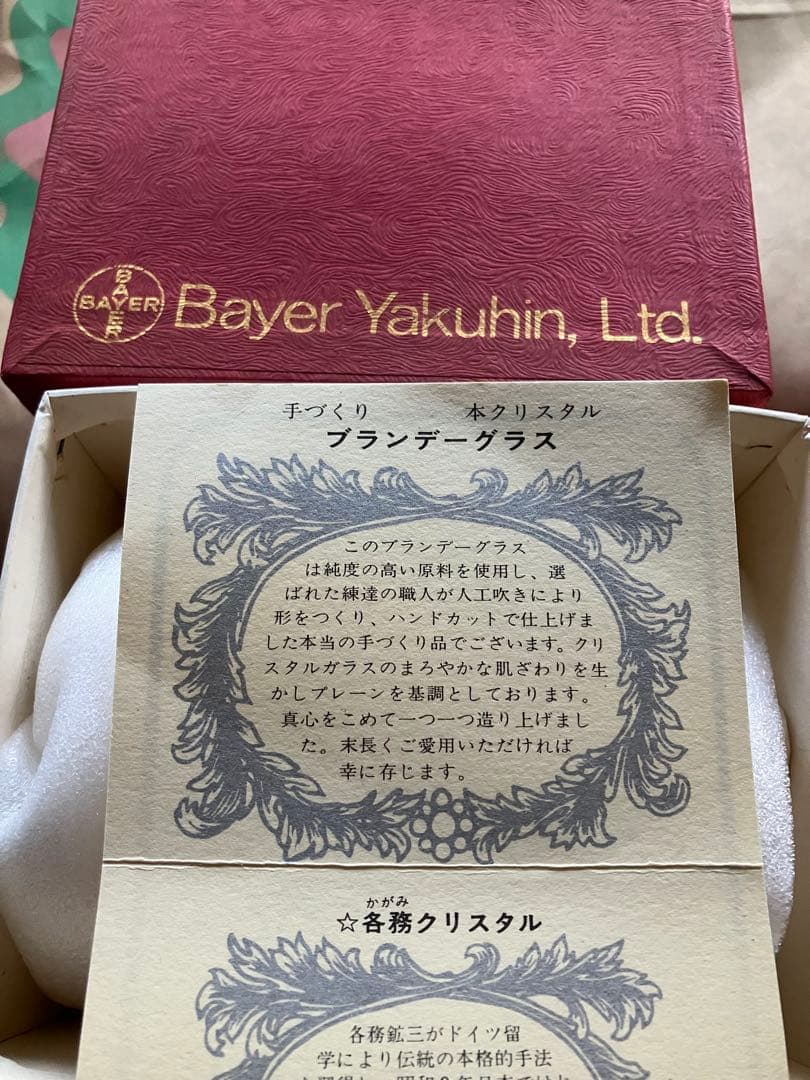 BAYER
BAYER
Bayer Yakuhin, Ltd.
手づくり 本クリスタル
ブランデーグラス
このブランデーグラス
は純度の高い原料を使用し、選
ばれた練達の職人が人工吹きにより
形をつくり、ハンドカットで仕上げま
した本当の手づくり品でございます。クリ
スタルガラスのまろやかな肌ざわりを生
かしプレーンを基調としております。
真心をこめて一つ一つ造り上げまし
た。末長くご愛用いただければ
幸に存じます。
かがみ
☆各務クリスタル
各務鉱三がドイツ留
学により伝統の本格的手法